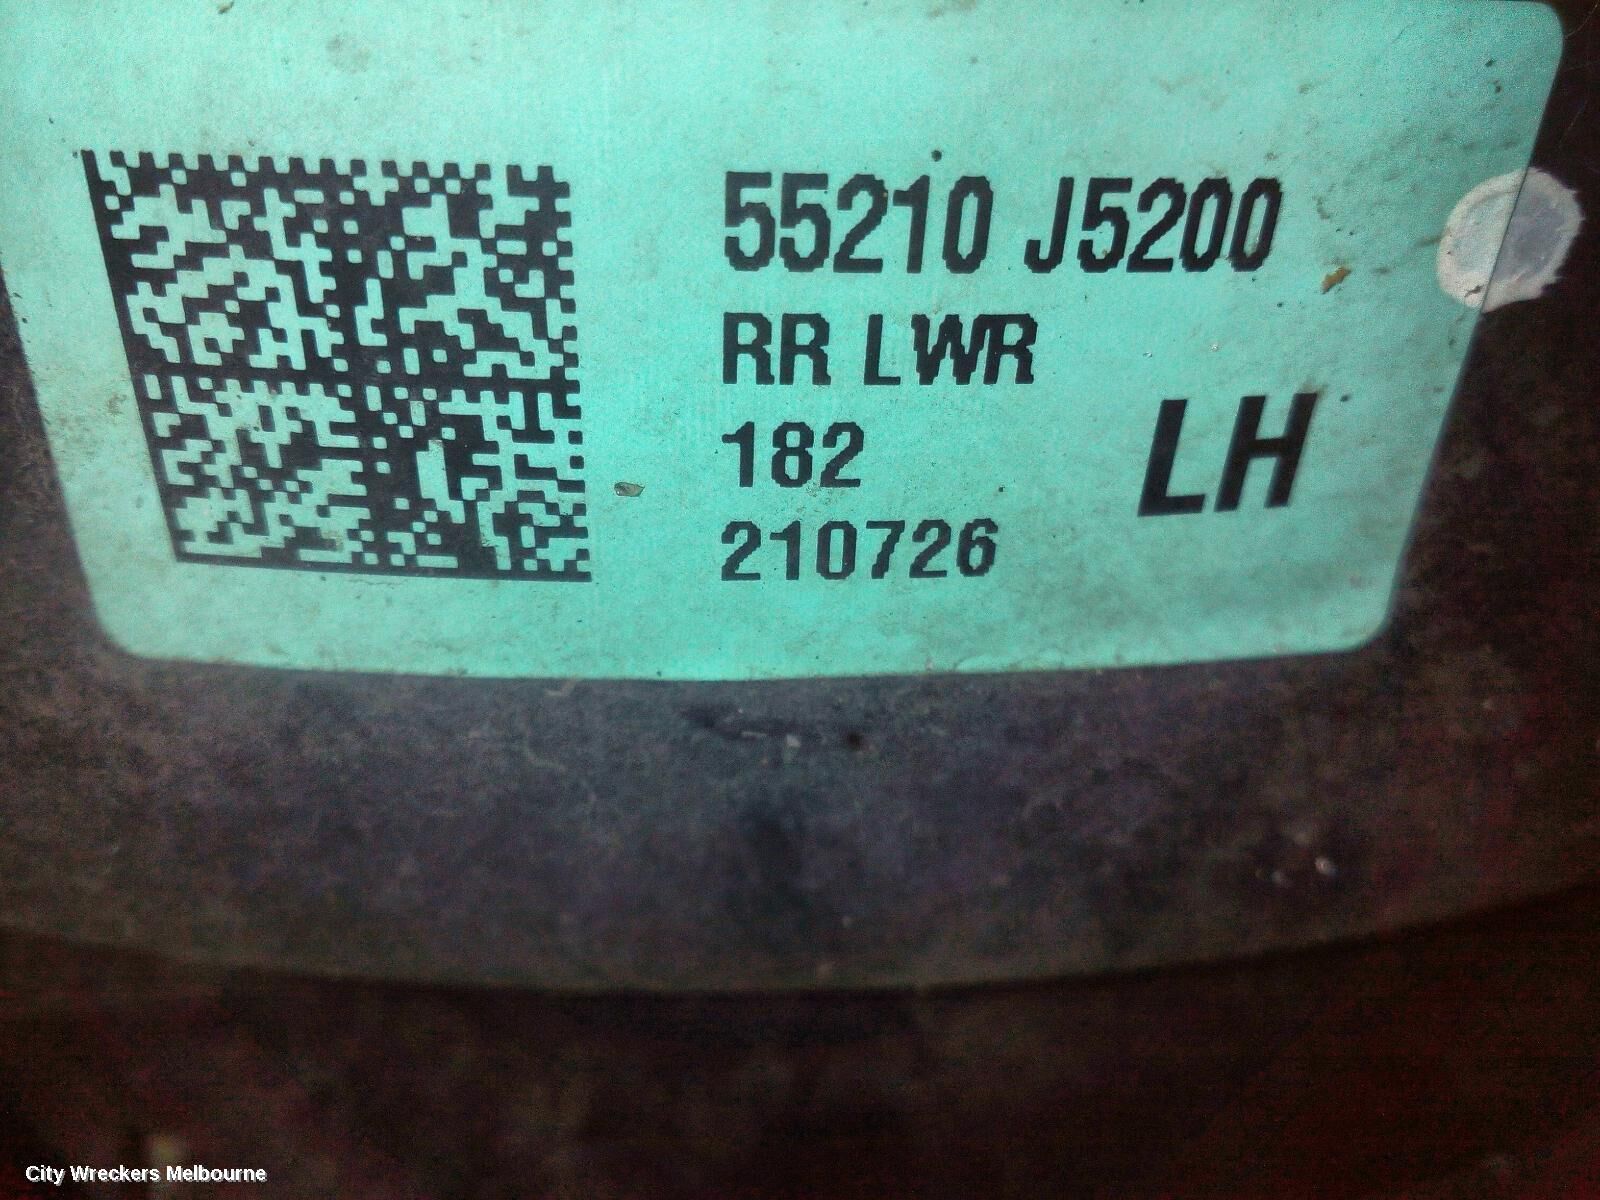 55210 J5200
RR LWR
182
LH
210726
City Wreckers Melbourne